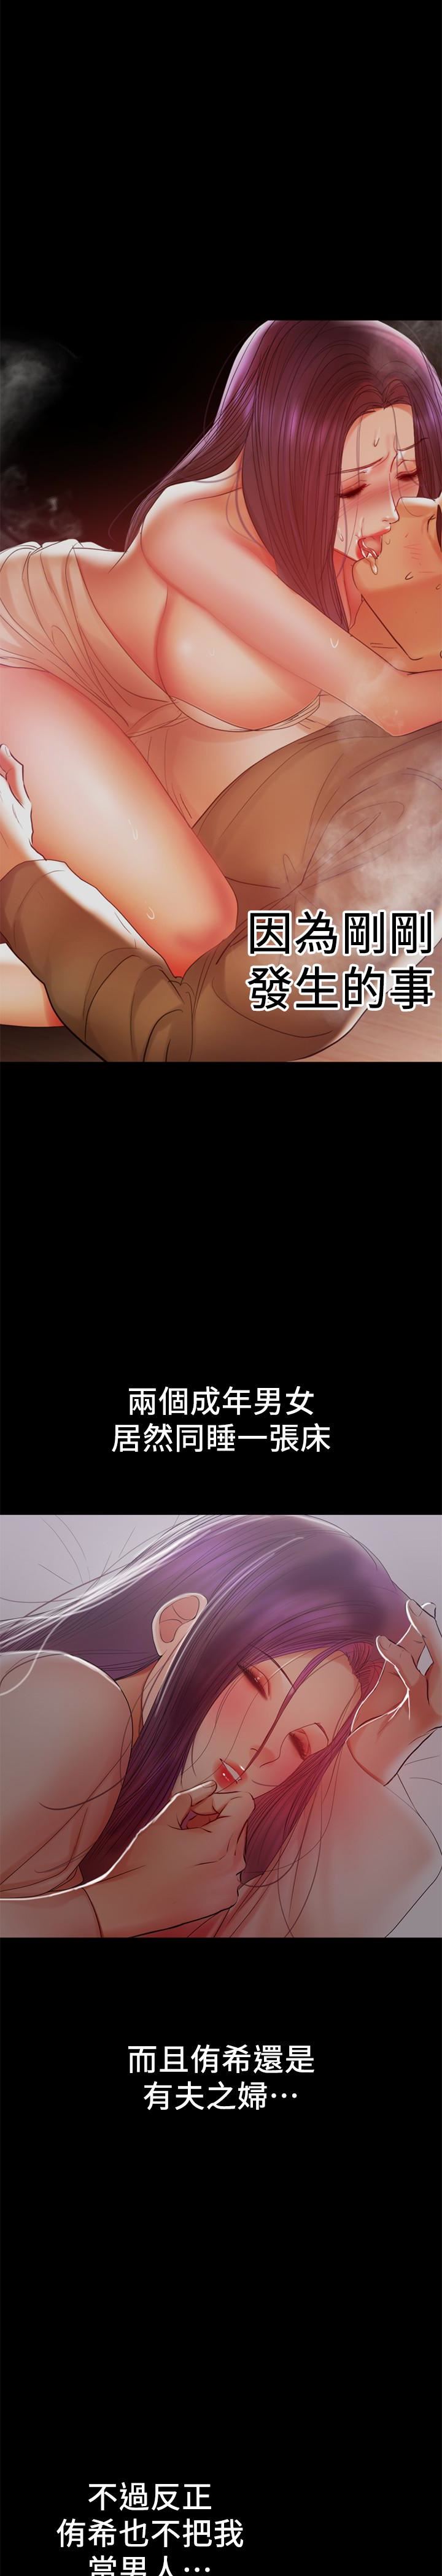 因為剛剛
發生的事
兩個成年男女
居然同睡一張床
而且侑希還是
有夫之婦…
不過反正
侑希也不把我
當男人…